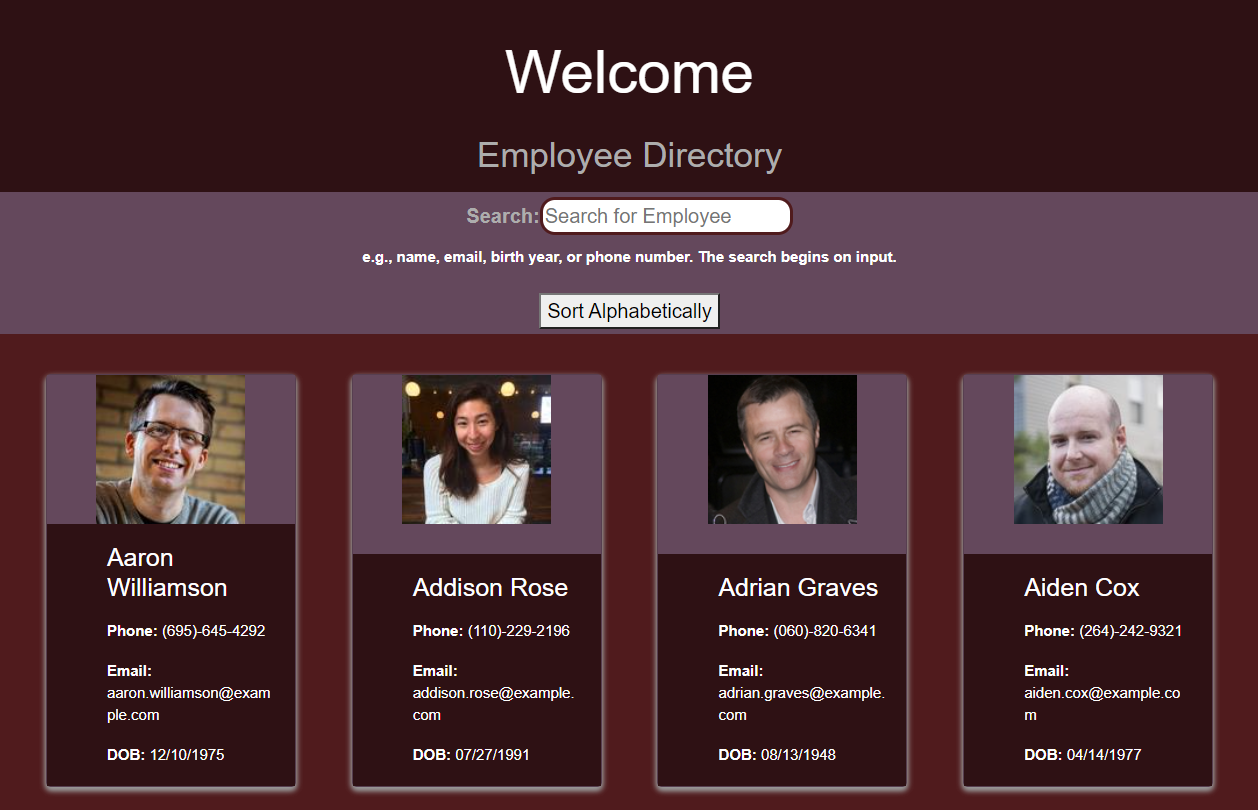 Welcome
Employee Directory
Search: Search for Employee
e.g., name, email, birth year, or phone number. The search begins on input.
Sort Alphabetically
Aaron
Williamson
Phone: (695)-645-4292
Email:
aaron.williamson@exam
ple.com
DOB: 12/10/1975
Addison Rose
Phone: (110)-229-2196
Email:
addison.rose@example.
com
DOB: 07/27/1991
Adrian Graves
Phone: (060)-820-6341
Email:
adrian.graves@example.
com
DOB: 08/13/1948
Aiden Cox
Phone: (264)-242-9321
Email:
aiden.cox@example.co
m
DOB: 04/14/1977